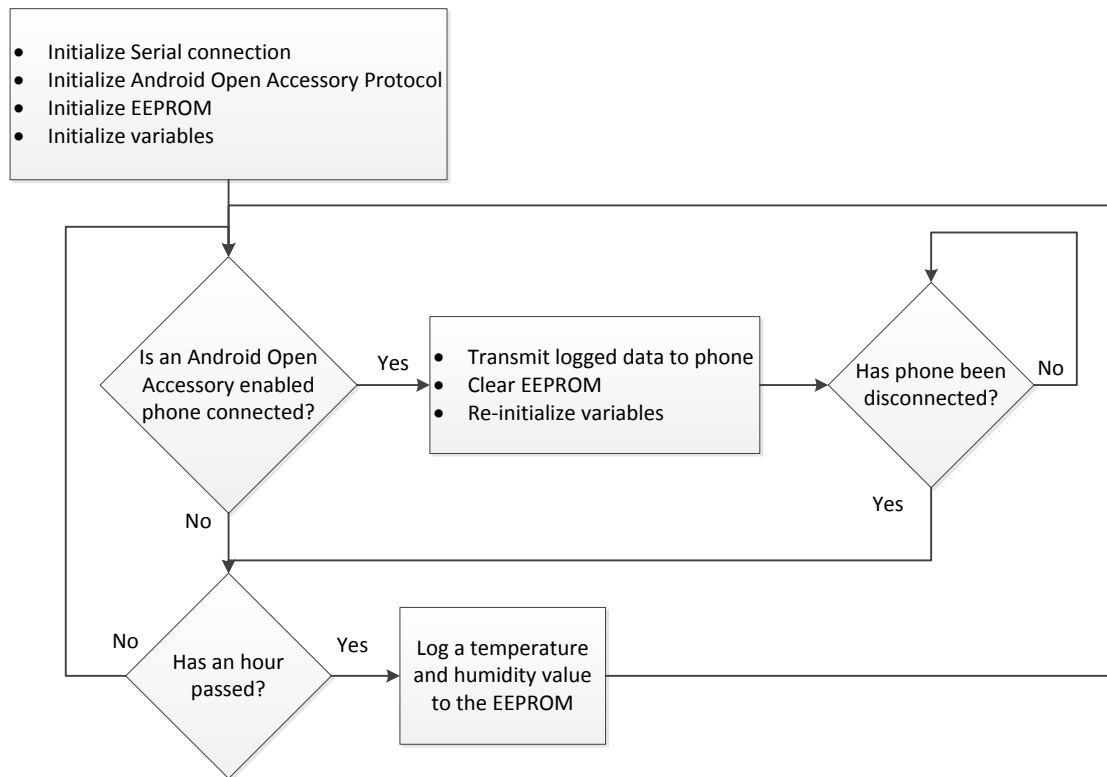 • Initialize Serial connection
• Initialize Android Open Accessory Protocol
• Initialize EEPROM
• Initialize variables
Is an Android Open
Accessory enabled
phone connected?
Yes
• Transmit logged data to phone
• Clear EEPROM
• Re-initialize variables
Has phone been
disconnected?
No
Yes
No
Has an hour
passed?
No
Yes
Log a temperature
and humidity value
to the EEPROM